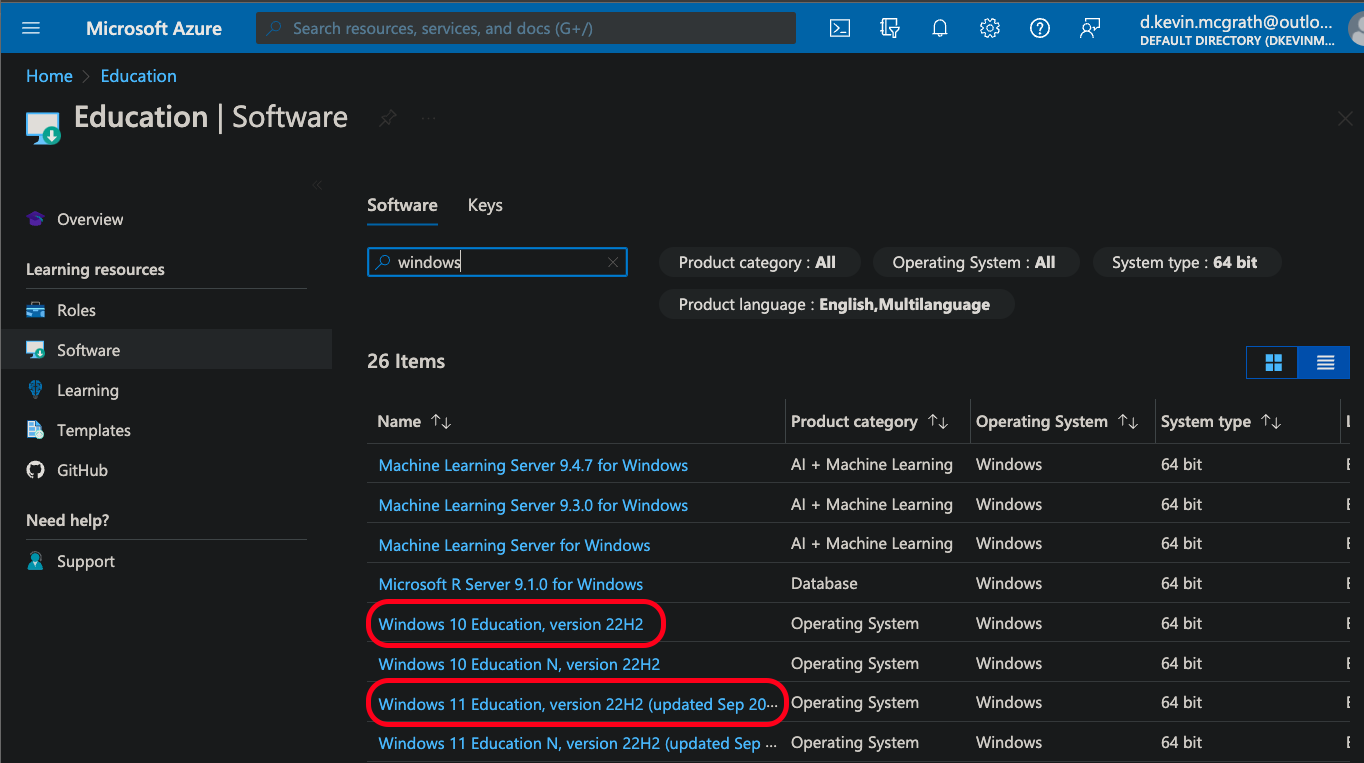 Microsoft Azure
Search resources, services, and docs (G+/)
d.kevin.mcgrath@outlo...
DEFAULT DIRECTORY (DKEVINM...
Home > Education
Education | Software
Overview
Learning resources
Roles
Software
Learning
Templates
GitHub
Need help?
Support
Software Keys
windows
Product category : All
Operating System : All
System type : 64 bit
Product language : English,Multilanguage
26 Items
Name Product category Operating System System type
Machine Learning Server 9.4.7 for Windows AI + Machine Learning Windows 64 bit
Machine Learning Server 9.3.0 for Windows AI + Machine Learning Windows 64 bit
Machine Learning Server for Windows AI + Machine Learning Windows 64 bit
Microsoft R Server 9.1.0 for Windows Database Windows 64 bit
Windows 10 Education, version 22H2 Operating System Windows 64 bit
Windows 10 Education N, version 22H2 Operating System Windows 64 bit
Windows 11 Education, version 22H2 (updated Sep 20... Operating System Windows 64 bit
Windows 11 Education N, version 22H2 (updated Sep ... Operating System Windows 64 bit